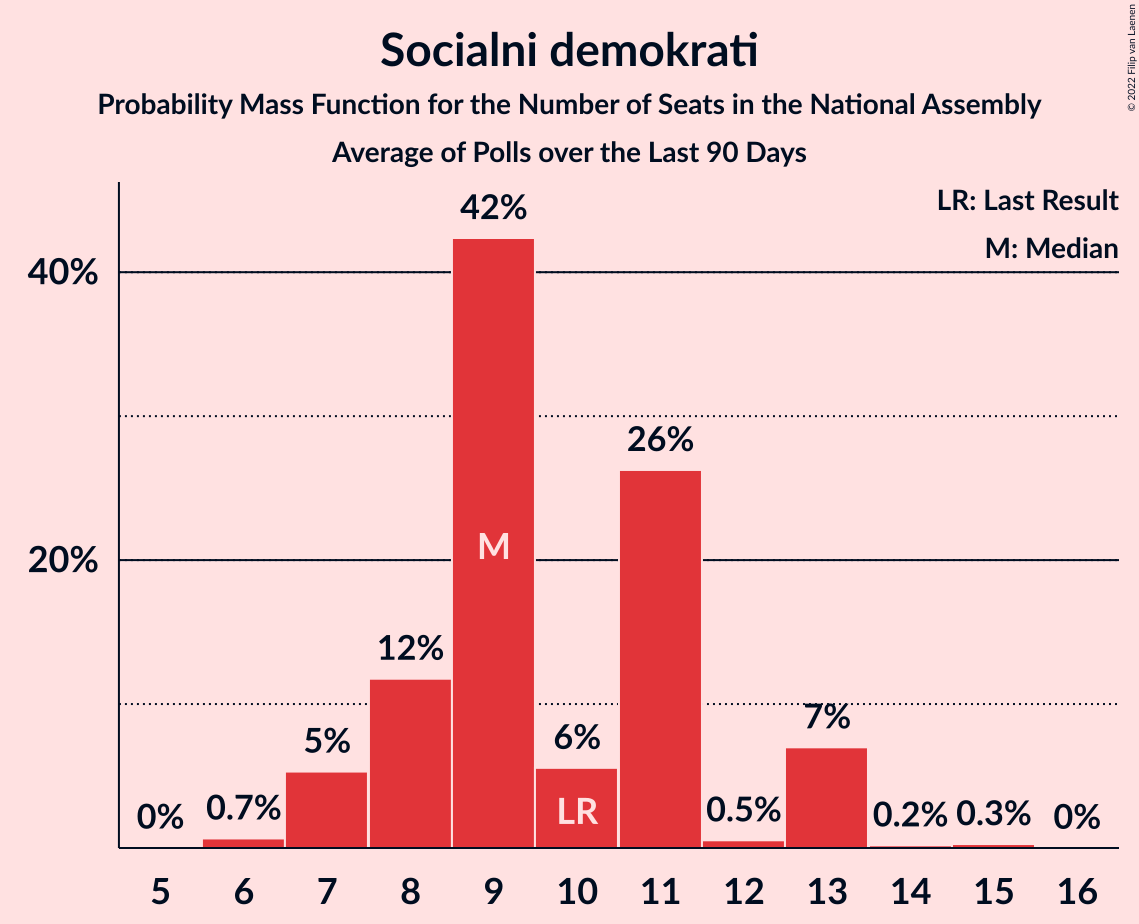 Socialni demokrati
Probability Mass Function for the Number of Seats in the National Assembly
Average of Polls over the Last 90 Days
© 2022 Filip van Laenen
LR: Last Result
M: Median
40%
20%
0%
0.7%
5%
12%
42%
6%
26%
0.5%
7%
0.2%
0.3%
0%
M
LR
5 6 7 8 9 10 11 12 13 14 15 16